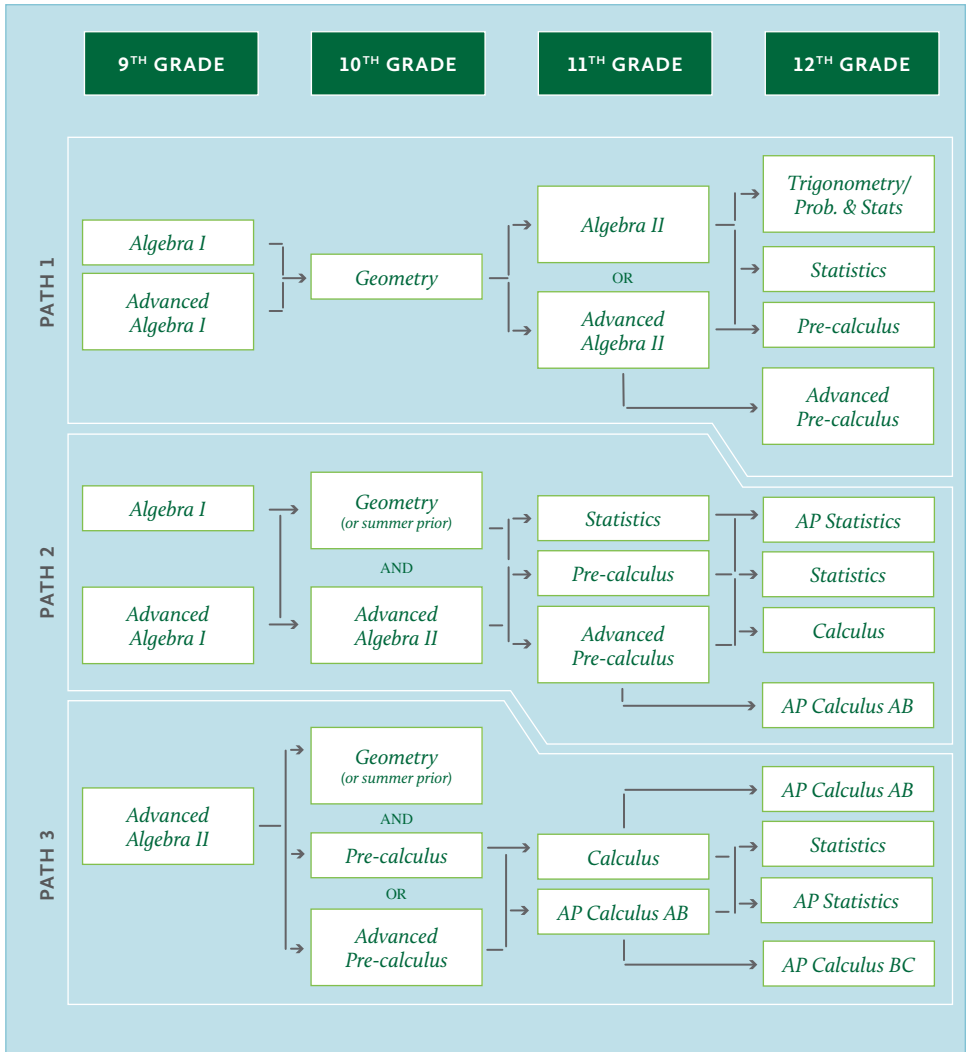 9TH GRADE
10TH GRADE
11TH GRADE
12TH GRADE
PATH 1
Algebra I
Advanced
Algebra I
Geometry
Algebra II
OR
Advanced
Algebra II
Trigonometry/
Prob. & Stats
Statistics
Pre-calculus
Advanced
Pre-calculus
PATH 2
Algebra I
Advanced
Algebra I
Geometry
(or summer prior)
AND
Advanced
Algebra II
Statistics
Pre-calculus
Advanced
Pre-calculus
AP Statistics
Statistics
Calculus
AP Calculus AB
PATH 3
Advanced
Algebra II
Geometry
(or summer prior)
AND
Pre-calculus
OR
Advanced
Pre-calculus
Calculus
AP Calculus AB
AP Calculus AB
Statistics
AP Statistics
AP Calculus BC